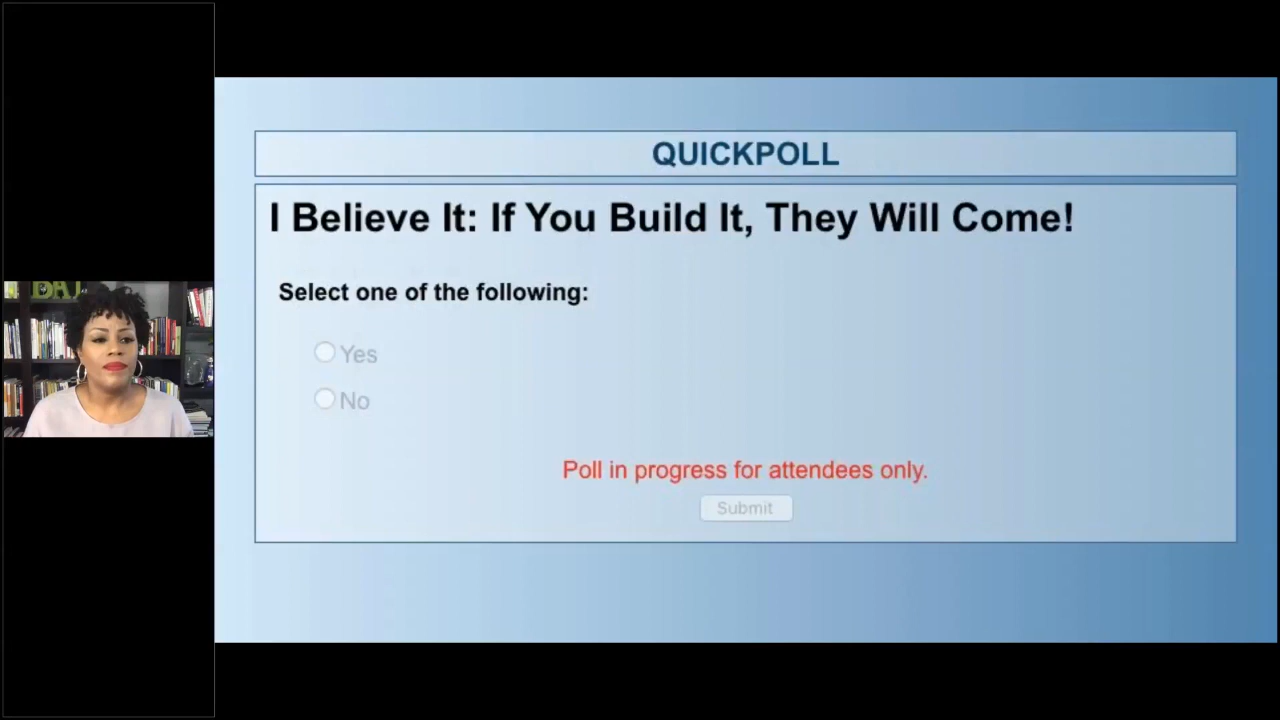 QUICKPOLL
I Believe It: If You Build It, They Will Come!
Select one of the following:
Yes
No
Poll in progress for attendees only.
Submit